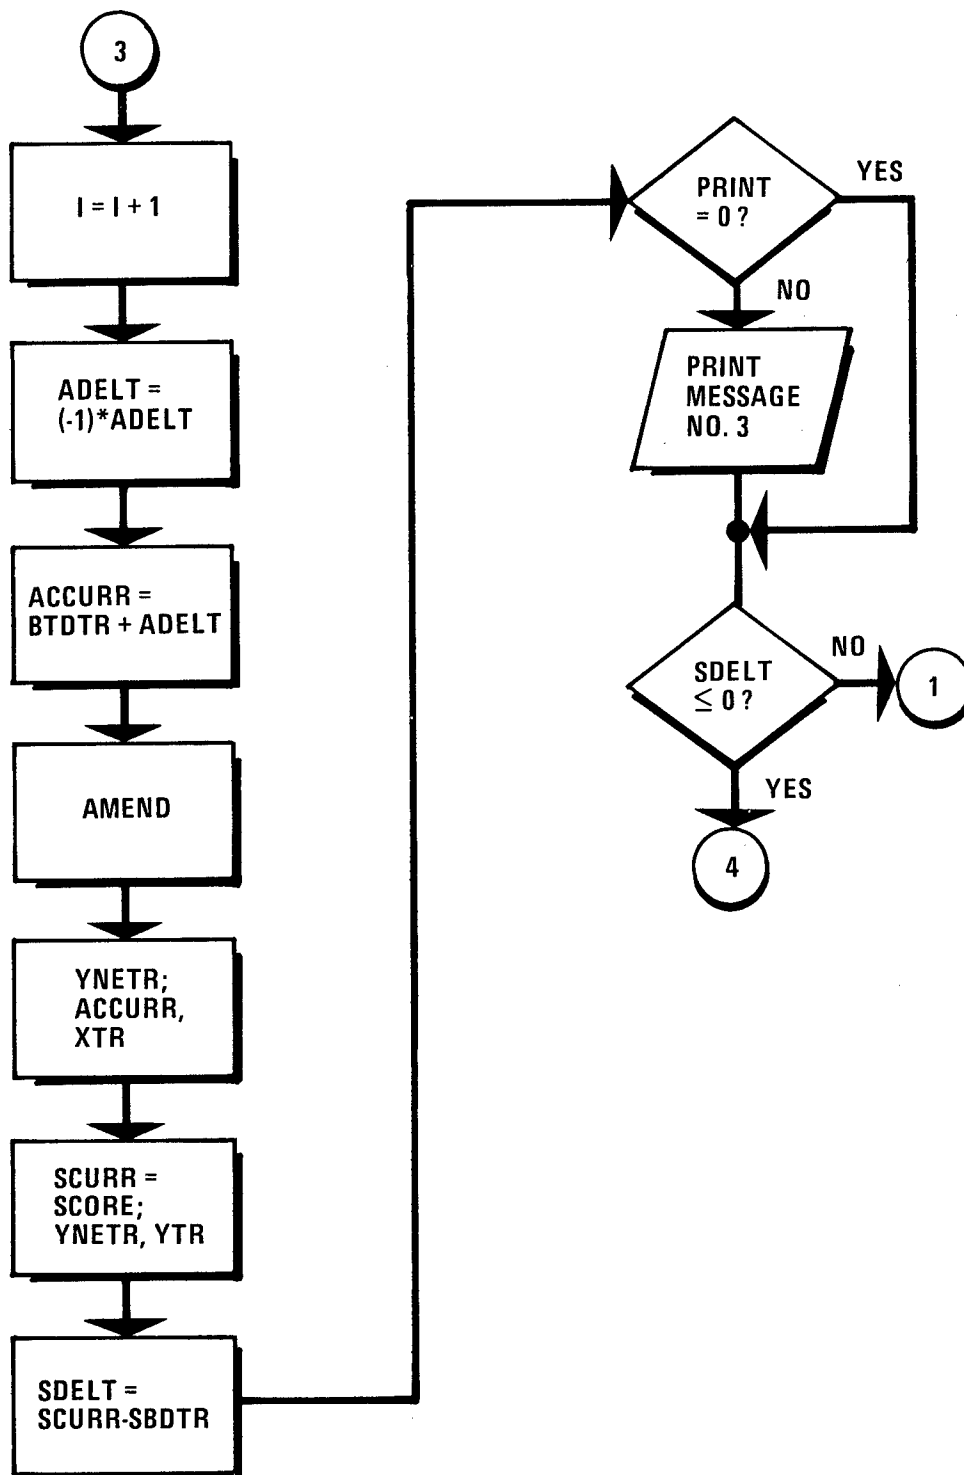 3
I = I + 1
ADELT =
(-1)*ADELT
ACCURR =
BTDTR + ADELT
AMEND
YNETR;
ACCURR,
XTR
SCURR =
SCORE;
YNETR, YTR
SDELT =
SCURR-SBDTR
PRINT
= 0 ?
YES
NO
PRINT
MESSAGE
NO. 3
SDELT
≦ 0 ?
NO
1
YES
4